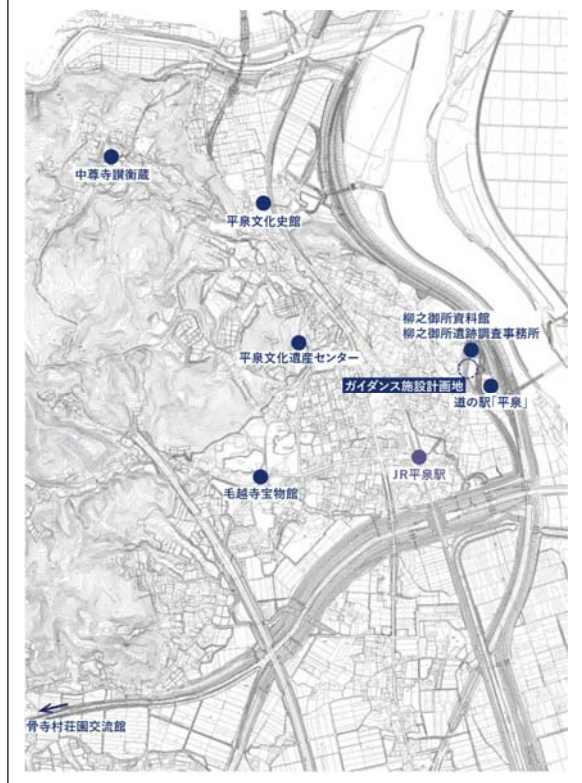 中尊寺讃衡蔵
平泉文化史館
柳之御所資料館
柳之御所遺跡調査事務所
平泉文化遺産センター
ガイダンス施設計画地
道の駅「平泉」
JR平泉駅
毛越寺宝物館
骨寺村荘園交流館